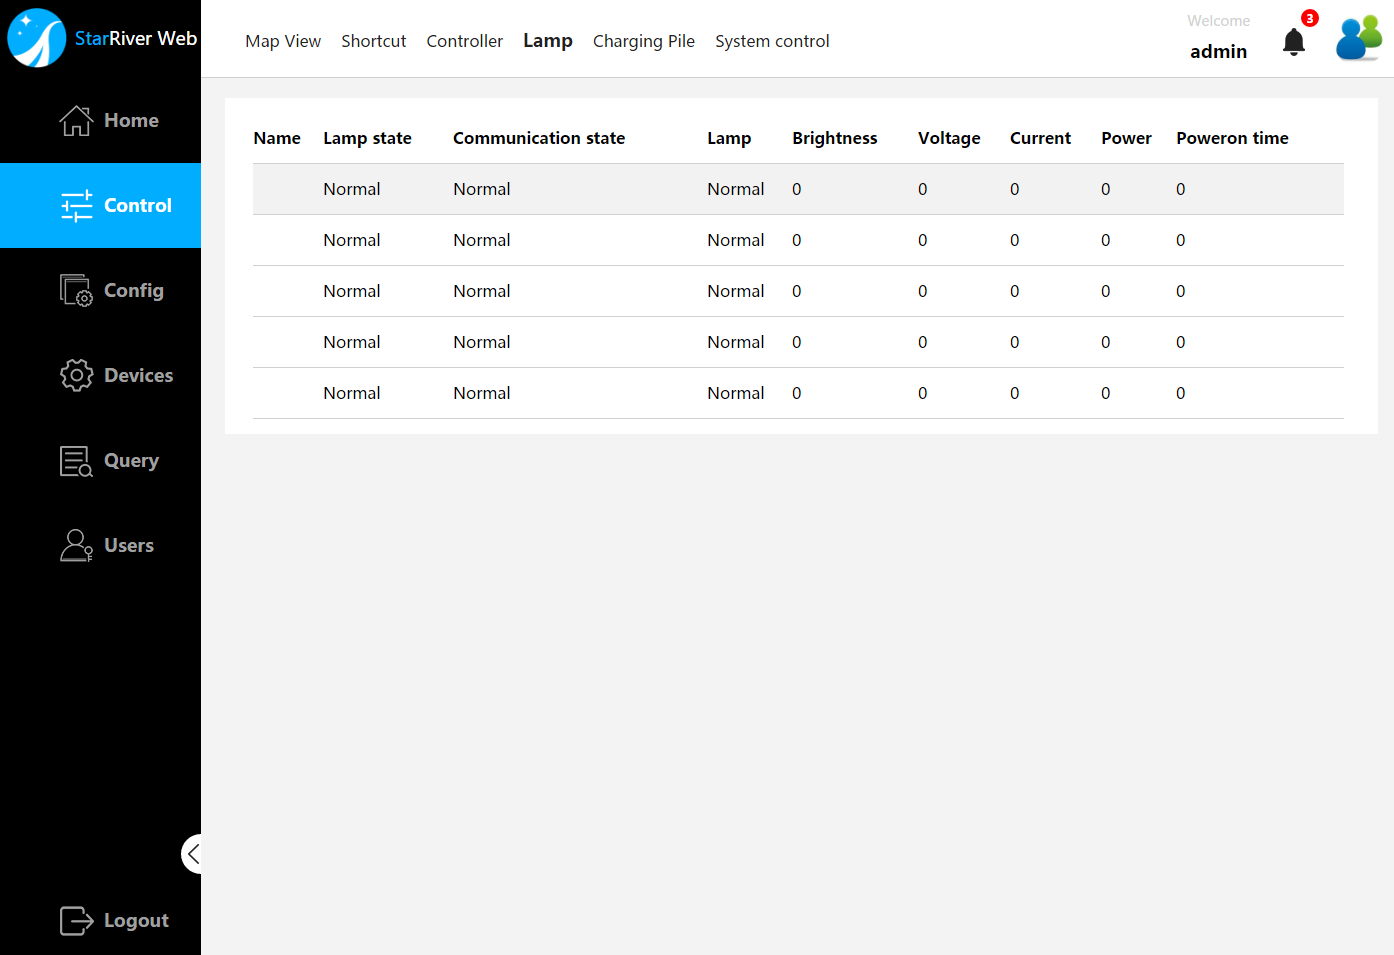 StarRiver Web
Map View Shortcut Controller Lamp Charging Pile System control
Welcome
admin
3
Home
Control
Config
Devices
Query
Users
Logout
Name Lamp state Communication state Lamp Brightness Voltage Current Power Poweron time
Normal Normal Normal 0 0 0 0 0
Normal Normal Normal 0 0 0 0 0
Normal Normal Normal 0 0 0 0 0
Normal Normal Normal 0 0 0 0 0
Normal Normal Normal 0 0 0 0 0